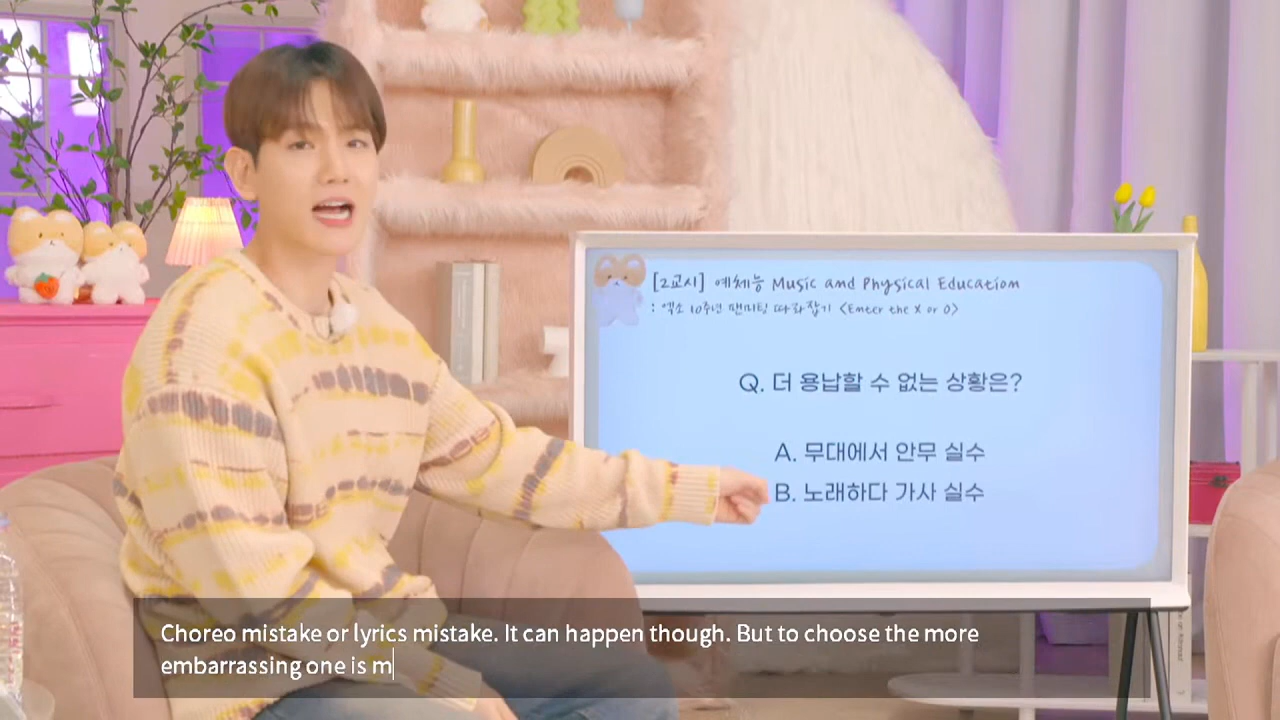 [2교시] 예체능 Music and Physical Education
: 엑소 10주년 팬미팅 따라잡기 <Enter the X or O>
Q. 더 용납할 수 없는 상황은?
A. 무대에서 안무 실수
B. 노래하다 가사 실수
Choreo mistake or lyrics mistake. It can happen though. But to choose the more
embarrassing one is m